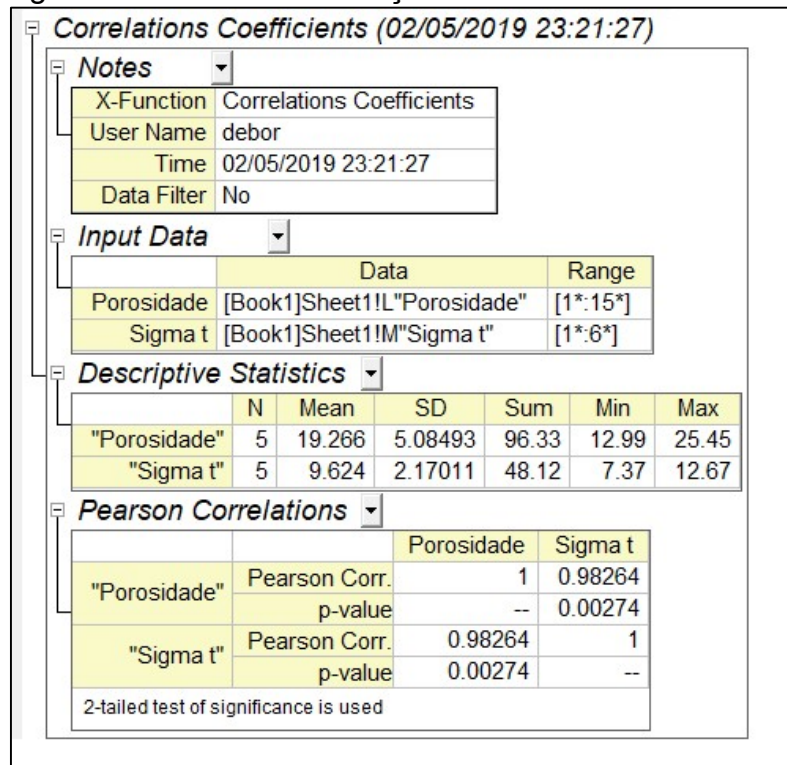 Correlations Coefficients (02/05/2019 23:21:27)
Notes
X-Function Correlations Coefficients
User Name debor
Time 02/05/2019 23:21:27
Data Filter No
Input Data
Data Range
Porosidade [Book1]Sheet1!L"Porosidade" [1*:15*]
Sigma t [Book1]Sheet1!M"Sigma t" [1*:6*]
Descriptive Statistics
N Mean SD Sum Min Max
"Porosidade" 5 19.266 5.08493 96.33 12.99 25.45
"Sigma t" 5 9.624 2.17011 48.12 7.37 12.67
Pearson Correlations
Porosidade Sigma t
"Porosidade" Pearson Corr. 1 0.98264
p-value -- 0.00274
"Sigma t" Pearson Corr. 0.98264 1
p-value 0.00274 --
2-tailed test of significance is used